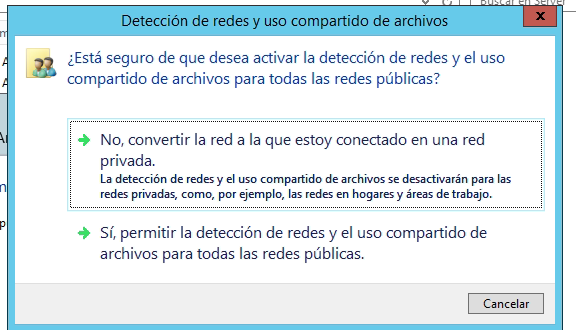 Buscar en Server
Detección de redes y uso compartido de archivos
x
¿Está seguro de que desea activar la detección de redes y el uso
compartido de archivos para todas las redes públicas?
No, convertir la red a la que estoy conectado en una red
privada.
La detección de redes y el uso compartido de archivos se desactivarán para las
redes privadas, como, por ejemplo, las redes en hogares y áreas de trabajo.
Sí, permitir la detección de redes y el uso compartido de
archivos para todas las redes públicas.
Cancelar